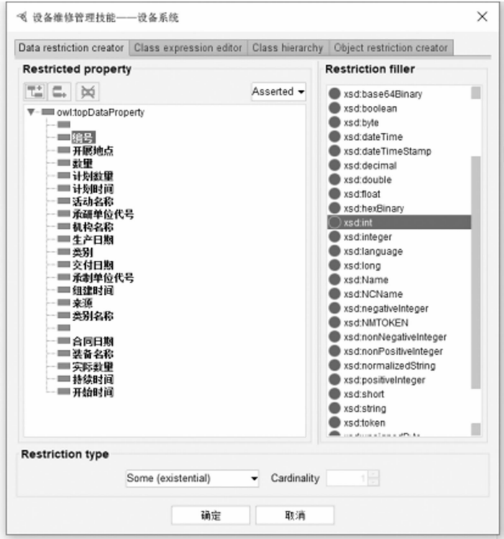 设备维修管理技能——设备系统
Data restriction creator Class expression editor Class hierarchy Object restriction creator
Restricted property
Asserted
owl:topDataProperty
编号
开展地点
数量
计划数量
计划时间
活动名称
承研单位代号
机构名称
生产日期
类别
交付日期
承制单位代号
组建时间
来源
类别名称
合同日期
装备名称
实际数量
持续时间
开始时间
Restriction filler
xsd:base64Binary
xsd:boolean
xsd:byte
xsd:dateTime
xsd:dateTimeStamp
xsd:decimal
xsd:double
xsd:float
xsd:hexBinary
xsd:int
xsd:integer
xsd:language
xsd:long
xsd:Name
xsd:NCName
xsd:negativeInteger
xsd:NMTOKEN
xsd:nonNegativeInteger
xsd:nonPositiveInteger
xsd:normalizedString
xsd:positiveInteger
xsd:short
xsd:string
xsd:token
Restriction type
Some (existential) Cardinality 1
确定 取消